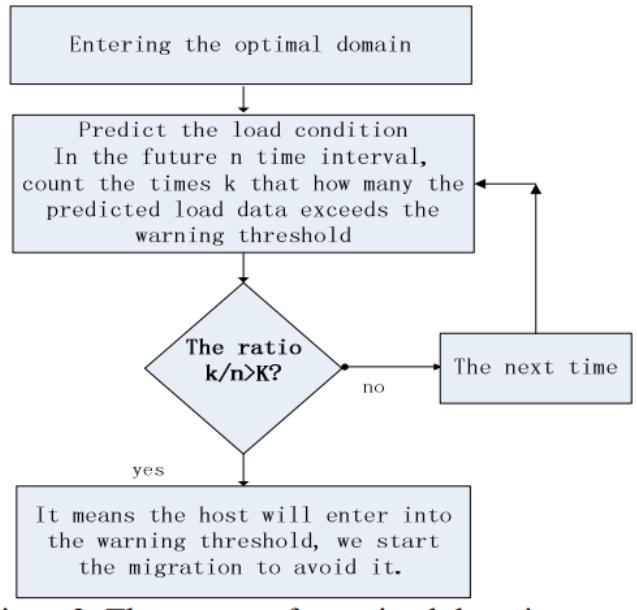 Entering the optimal domain
Predict the load condition
In the future n time interval,
count the times k that how many the
predicted load data exceeds the
warning threshold
The ratio
k/n>K?
no
The next time
yes
It means the host will enter into
the warning threshold, we start
the migration to avoid it.